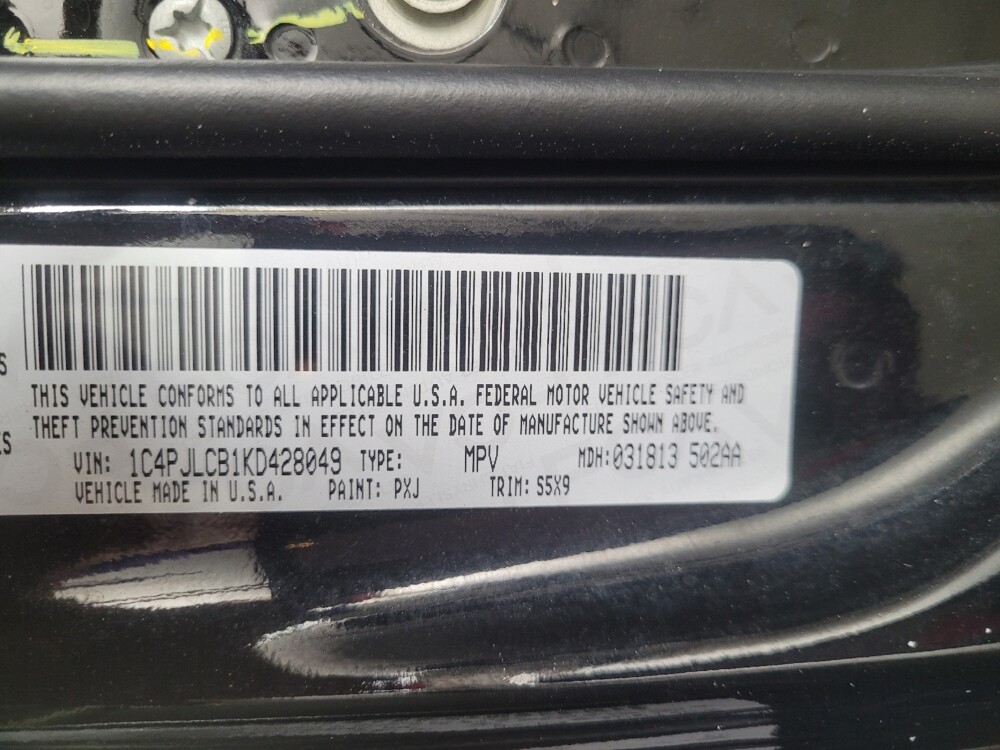 S
THIS VEHICLE CONFORMS TO ALL APPLICABLE U.S.A. FEDERAL MOTOR VEHICLE SAFETY AND
ES THEFT PREVENTION STANDARDS IN EFFECT ON THE DATE OF MANUFACTURE SHOWN ABOVE.
VIN: 1C4PJLCB1KD428049 TYPE: MPV MDH:031813 502AA
VEHICLE MADE IN U.S.A. PAINT: PXJ TRIM: S5X9